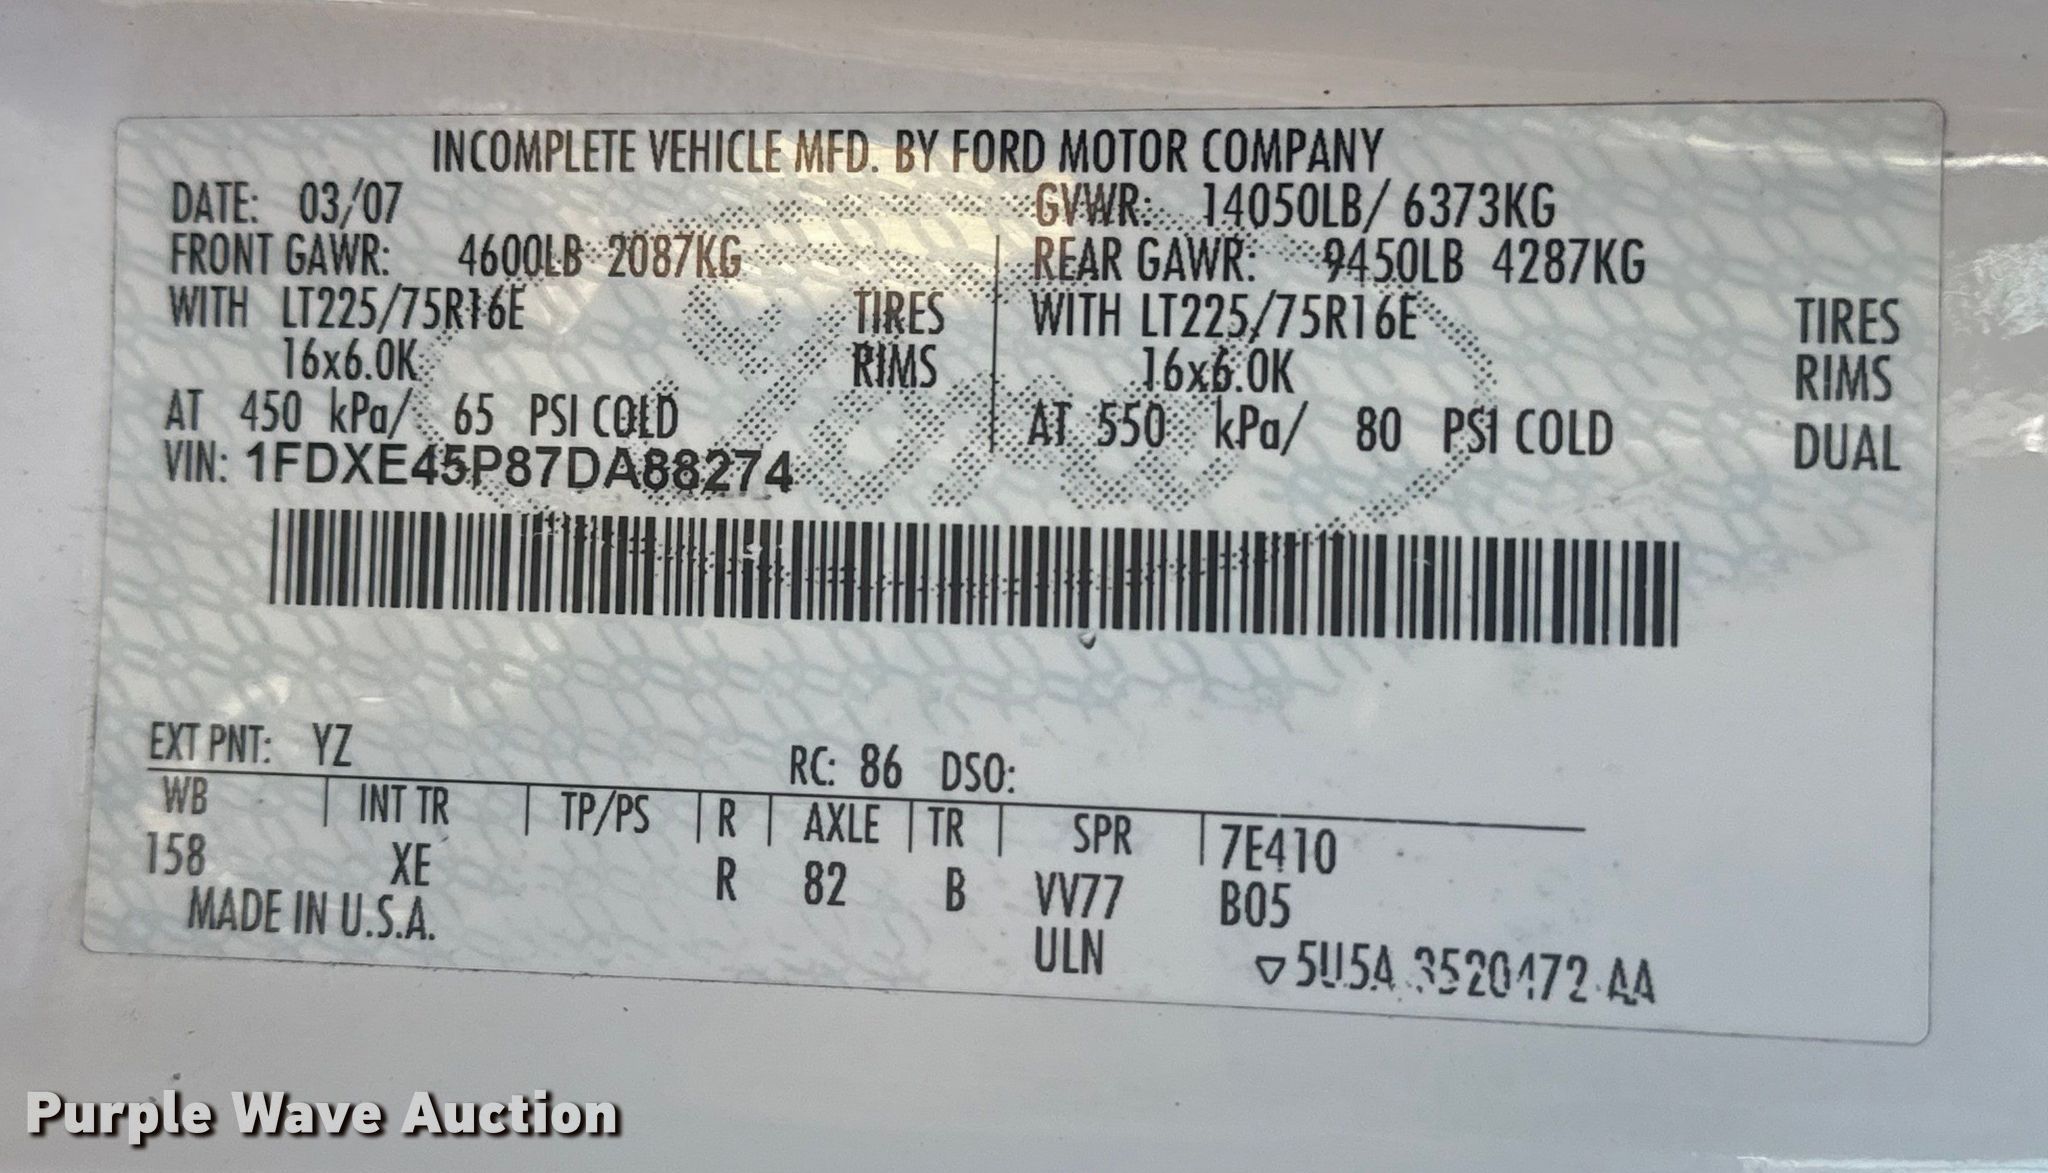 INCOMPLETE VEHICLE MFD. BY FORD MOTOR COMPANY
DATE: 03/07 GVWR: 14050LB/ 6373KG
FRONT GAWR: 4600LB 2087KG REAR GAWR: 9450LB 4287KG
WITH LT225/75R16E TIRES WITH LT225/75R16E TIRES
16x6.0K RIMS 16x6.0K RIMS
AT 450 kPa/ 65 PSI COLD AT 550 kPa/ 80 PSI COLD DUAL
VIN: 1FDXE45P87DA88274
EXT PNT: YZ RC: 86 DSO:
WB INT TR TP/PS R AXLE TR SPR 7E410
158 XE R 82 B VV77 B05
MADE IN U.S.A. ULN ▽5U5A 3520472 AA
Purple Wave Auction